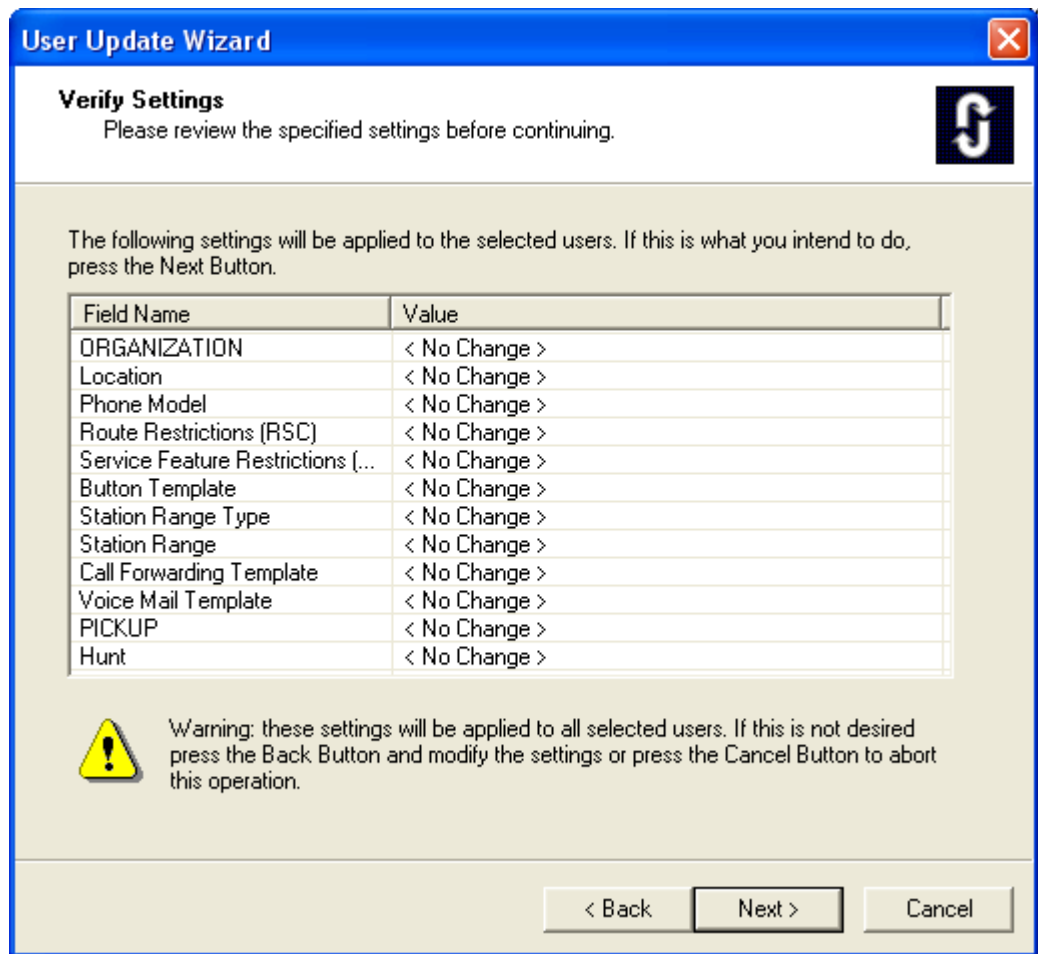 User Update Wizard
Verify Settings
Please review the specified settings before continuing.
The following settings will be applied to the selected users. If this is what you intend to do,
press the Next Button.
Field Name Value
ORGANIZATION < No Change >
Location < No Change >
Phone Model < No Change >
Route Restrictions (RSC) < No Change >
Service Feature Restrictions (... < No Change >
Button Template < No Change >
Station Range Type < No Change >
Station Range < No Change >
Call Forwarding Template < No Change >
Voice Mail Template < No Change >
PICKUP < No Change >
Hunt < No Change >
Warning: these settings will be applied to all selected users. If this is not desired
press the Back Button and modify the settings or press the Cancel Button to abort
this operation.
< Back Next > Cancel